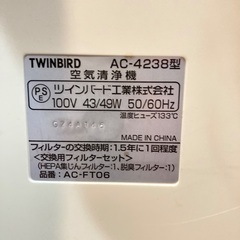 TWINBIRD AC-4238型
空気清浄機
PSE ツインバード工業株式会社
100V 43/49W 50/60Hz
温度ヒューズ133℃
フィルターの交換時期:1.5年に1回程度
〈交換用フィルターセット〉
(HEPA集じんフィルター:1、脱臭フィルター:1)
品名:AC-FT06